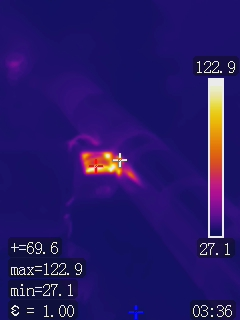 122.9
27.1
+=69.6
max=122.9
min=27.1
ε = 1.00
03:36